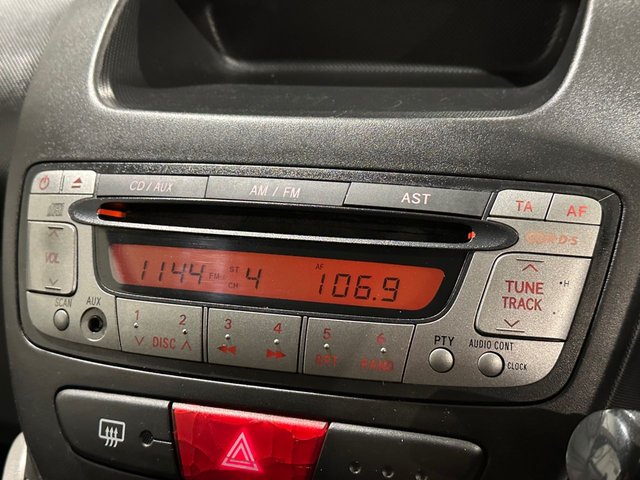 CD / AUX AM / FM AST TA AF
R·D·S
VOL
1144 FM ST CH 4 AF 106.9
TUNE
TRACK
·H
SCAN AUX
1 2 3 4 5 6
DISC RPT RAND
PTY AUDIO CONT
CLOCK